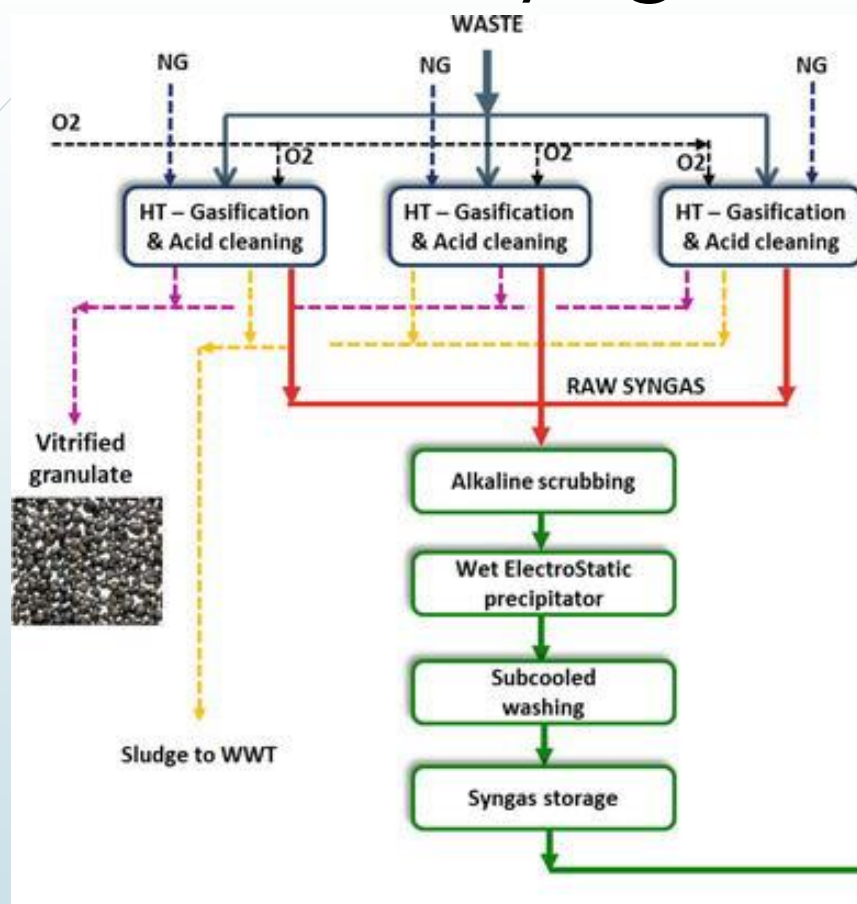 WASTE
NG
NG
NG
O2
O2
O2
O2
HT – Gasification
& Acid cleaning
HT – Gasification
& Acid cleaning
HT – Gasification
& Acid cleaning
RAW SYNGAS
Vitrified
granulate
Alkaline scrubbing
Wet ElectroStatic
precipitator
Subcooled
washing
Sludge to WWT
Syngas storage